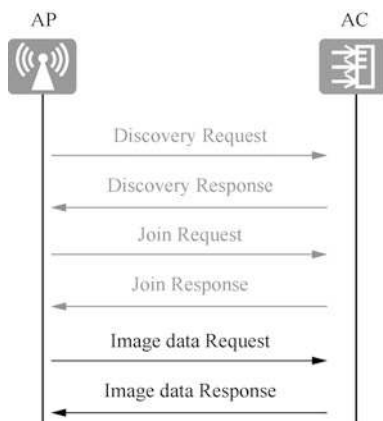 AP
AC
Discovery Request
Discovery Response
Join Request
Join Response
Image data Request
Image data Response